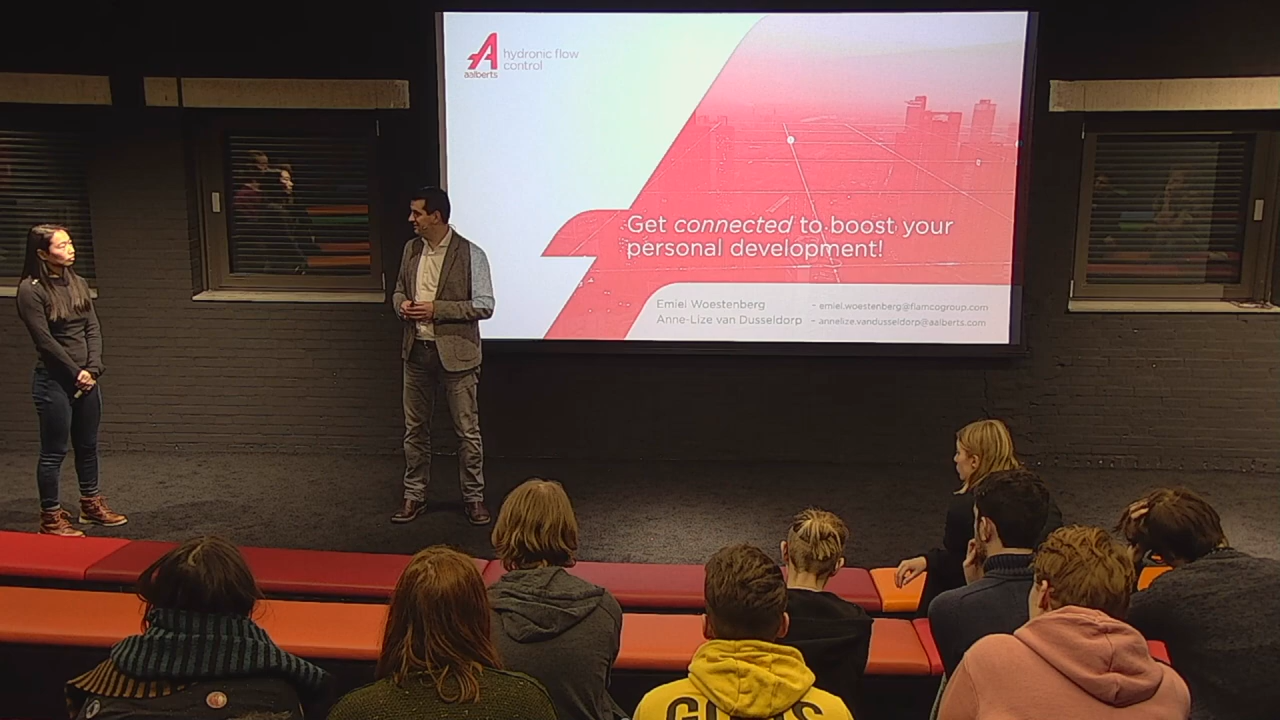 hydronic flow
control
aalberts
Get connected to boost your
personal development!
Emiel Woestenberg - emiel.woestenberg@flamcogroup.com
Anne-Lize van Dusseldorp - annelize.vandusseldorp@aalberts.com